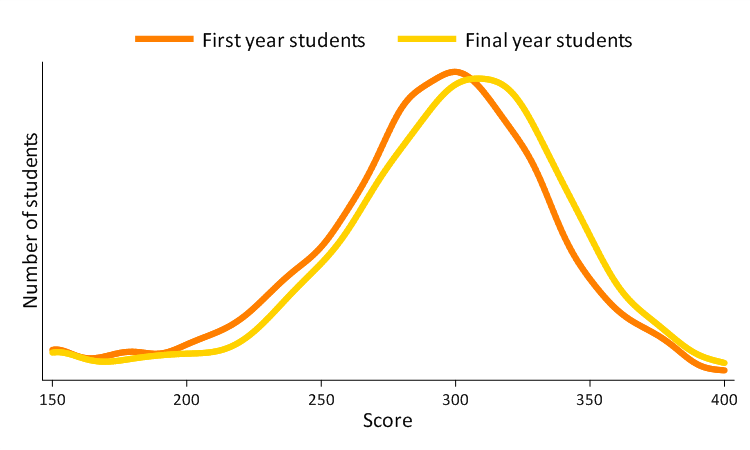 First year students
Final year students
Number of students
150 200 250 300 350 400
Score